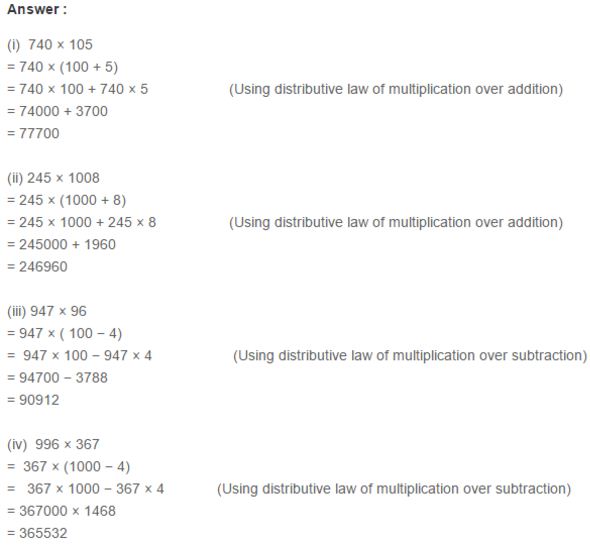 Answer :
(i)  740 × 105
= 740 × (100 + 5)
= 740 × 100 + 740 × 5 (Using distributive law of multiplication over addition)
= 74000 + 3700
= 77700
(ii) 245 × 1008
= 245 × (1000 + 8)
= 245 × 1000 + 245 × 8 (Using distributive law of multiplication over addition)
= 245000 + 1960
= 246960
(iii) 947 × 96
= 947 × ( 100 − 4)
=  947 × 100 − 947 × 4 (Using distributive law of multiplication over subtraction)
= 94700 − 3788
= 90912
(iv)  996 × 367
=  367 × (1000 − 4)
=   367 × 1000 − 367 × 4 (Using distributive law of multiplication over subtraction)
= 367000 × 1468
= 365532